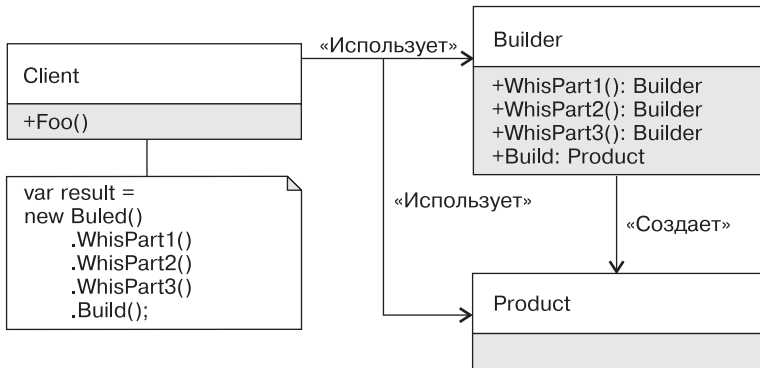 Client
+Foo()
var result =
new Buled()
.WhisPart1()
.WhisPart2()
.WhisPart3()
.Build();
«Использует»
Builder
+WhisPart1(): Builder
+WhisPart2(): Builder
+WhisPart3(): Builder
+Build: Product
«Использует»
«Создает»
Product